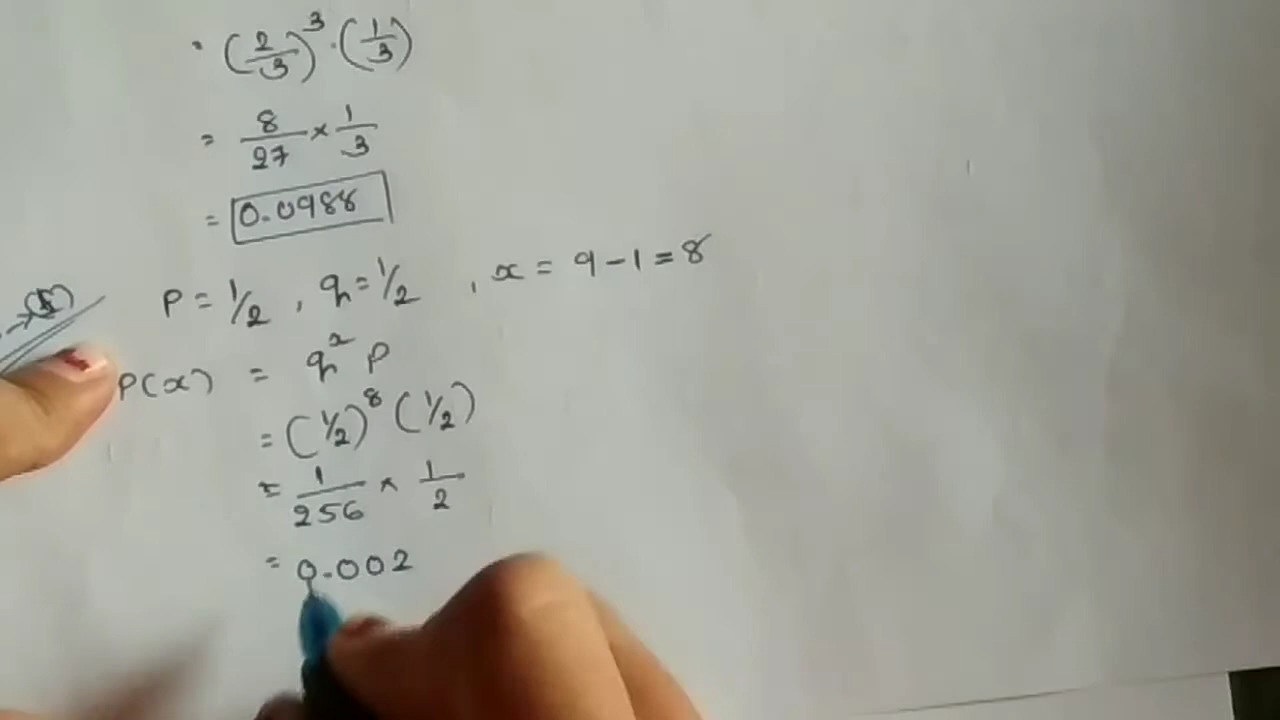 = (2/3)^3 · (1/3)
= 8/27 × 1/3
= 0.0988
→(5) P = 1/2 , q = 1/2 , x = 9 - 1 = 8
P(x) = q^x P
= (1/2)^8 (1/2)
= 1/256 × 1/2
= 0.002